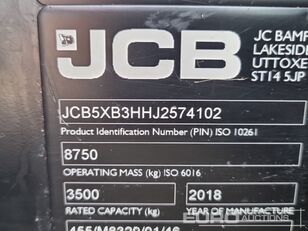 JCB
JC BAMF
LAKESIDE
UTTOXE
ST14 5JP
JCB5XB3HHJ2574102
Product Identification Number (PIN) ISO 10261
8750
OPERATING MASS (kg) ISO 6016
3500 2018
RATED CAPACITY (kg) YEAR OF MANUFACTURE
EURO
AUCTIONS